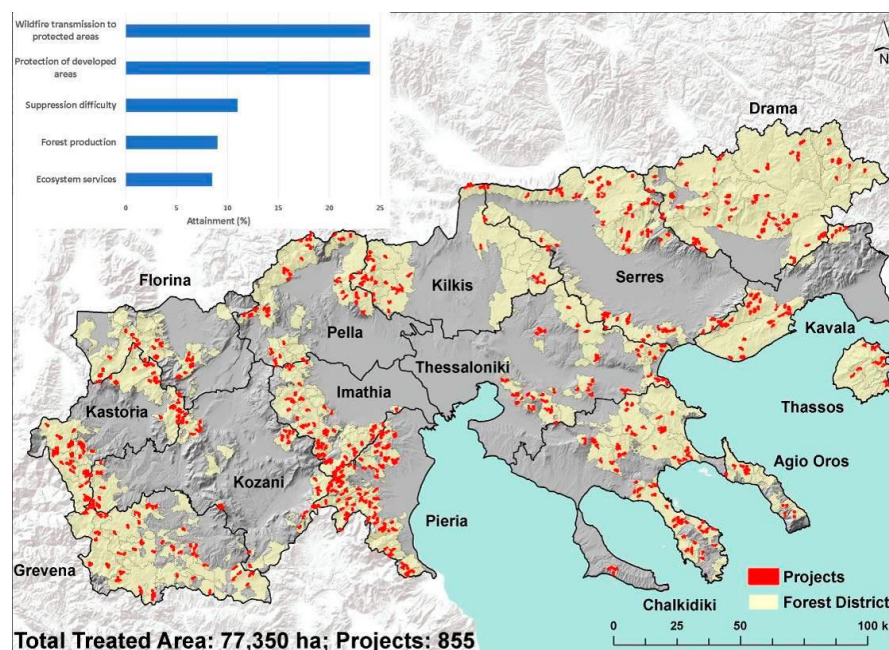 Wildfire transmission to
protected areas
Protection of developed
areas
Suppression difficulty
Forest production
Ecosystem services
0 5 10 15 20 25
Attainment (%)
N
Drama
Florina
Kilkis
Serres
Pella
Kavala
Thessaloniki
Imathia
Kastoria
Thassos
Agio Oros
Kozani
Pieria
Grevena
Projects
Forest District
Chalkidiki
0 25 50 100 k
Total Treated Area: 77,350 ha; Projects: 855